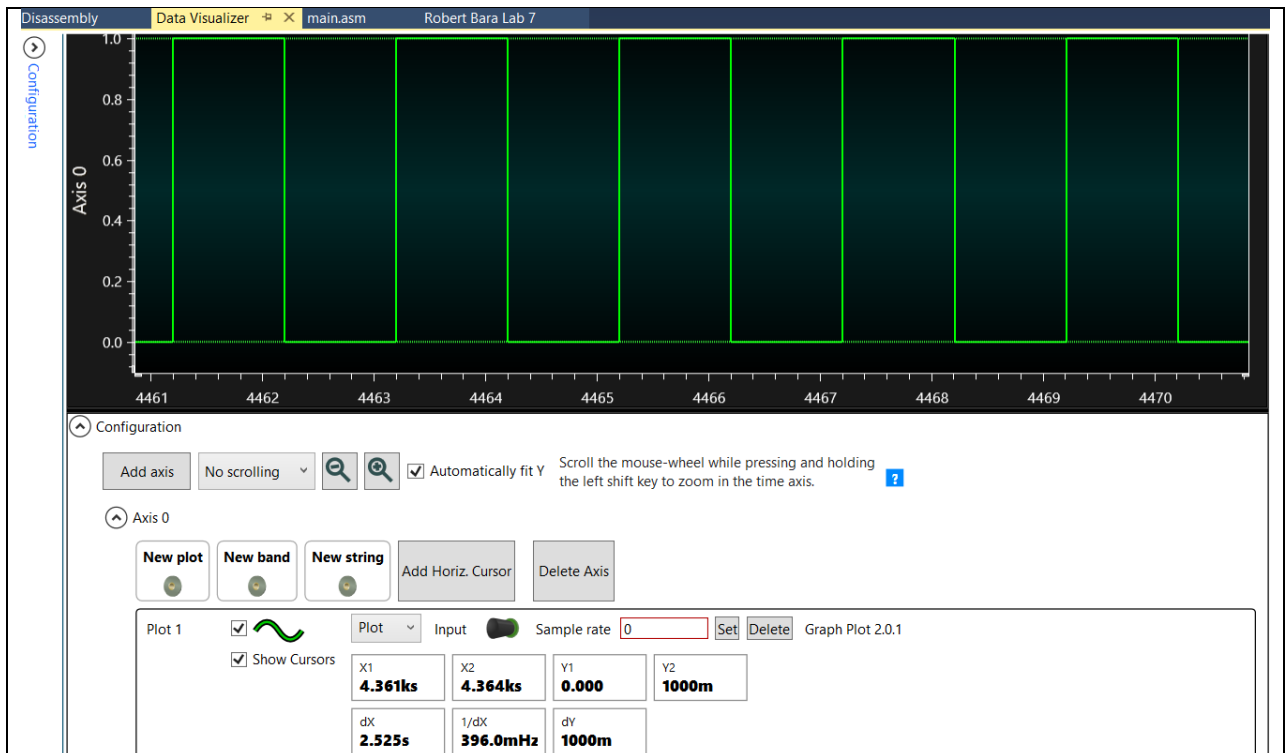 Disassembly Data Visualizer main.asm Robert Bara Lab 7
Configuration
1.0
0.8
0.6
0.4
0.2
0.0
Axis 0
4461 4462 4463 4464 4465 4466 4467 4468 4469 4470
Configuration
Add axis No scrolling Automatically fit Y Scroll the mouse-wheel while pressing and holding
the left shift key to zoom in the time axis. ?
Axis 0
New plot New band New string Add Horiz. Cursor Delete Axis
Plot 1 Plot Input Sample rate 0 Set Delete Graph Plot 2.0.1
Show Cursors
X1 X2 Y1 Y2
4.361ks 4.364ks 0.000 1000m
dX 1/dX dY
2.525s 396.0mHz 1000m